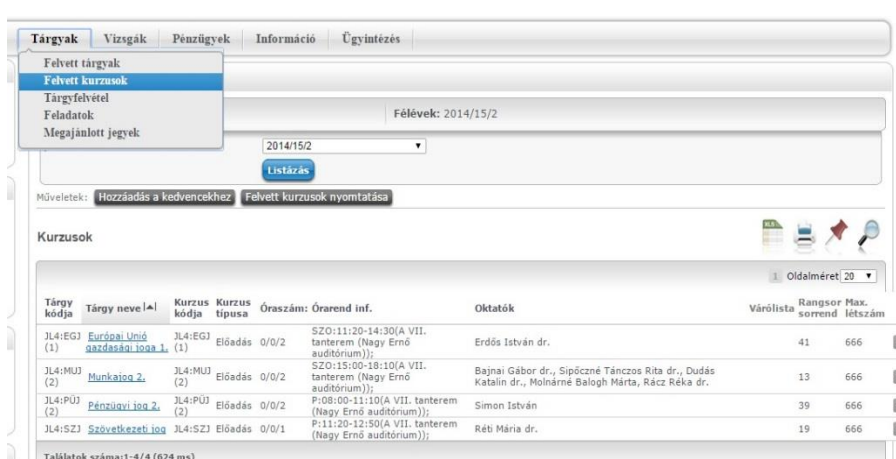 Tárgyak Vizsgák Pénzügyek Információ Ügyintézés
Felvett tárgyak
Felvett kurzusok
Tárgyfelvétel
Feladatok
Megajánlott jegyek
Félévek: 2014/15/2
2014/15/2
Listázás
Műveletek: Hozzáadás a kedvencekhez Felvett kurzusok nyomtatása
Kurzusok
1 Oldalméret 20
Tárgy kódja Tárgy neve Kurzus kódja Kurzus típusa Óraszám: Órarend inf. Oktatók Várólista Rangsor sorrend Max. létszám
JL4:EGJ (1) Európai Unió gazdasági joga 1. JL4:EGJ (1) Előadás 0/0/2 SZO:11:20-14:30(A VII. tanterem (Nagy Ernő auditórium)); Erdős István dr. 41 666
JL4:MUJ (2) Munkajog 2. JL4:MUJ (2) Előadás 0/0/2 SZO:15:00-18:10(A VII. tanterem (Nagy Ernő auditórium)); Bajnai Gábor dr., Sipőczné Tánczos Rita dr., Dudás Katalin dr., Molnárné Balogh Márta, Rácz Réka dr. 13 666
JL4:PÜJ (2) Pénzügyi jog 2. JL4:PÜJ (2) Előadás 0/0/2 P:08:00-11:10(A VII. tanterem (Nagy Ernő auditórium)); Simon István 39 666
JL4:SZJ Szövetkezeti jog JL4:SZJ Előadás 0/0/1 P:11:20-12:50(A VII. tanterem (Nagy Ernő auditórium)); Réti Mária dr. 19 666
Találatok száma:1-4/4 (624 ms)